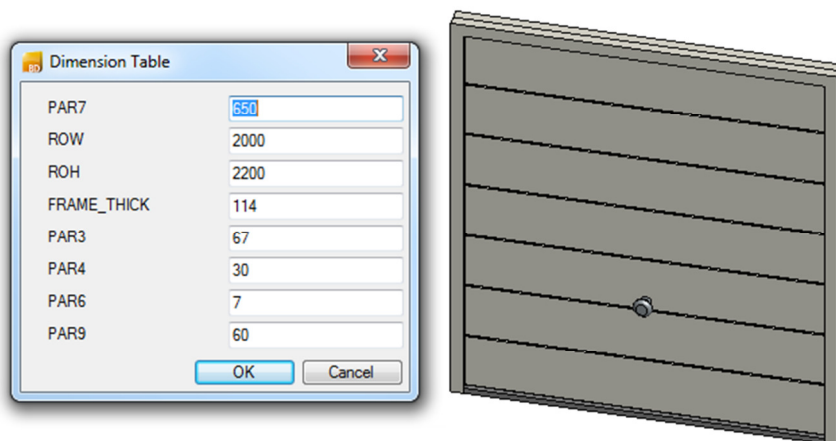 Dimension Table
PAR7 650
ROW 2000
ROH 2200
FRAME_THICK 114
PAR3 67
PAR4 30
PAR6 7
PAR9 60
OK Cancel